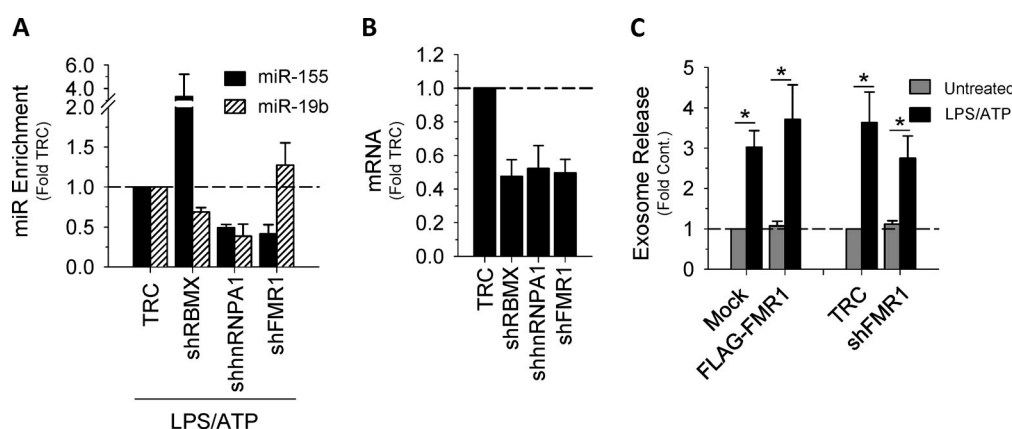 A
miR Enrichment
(Fold TRC)
6.0
4.0
2.0
1.5
1.0
0.5
0.0
miR-155
miR-19b
TRC
shRBMX
shhnRNPA1
shFMR1
LPS/ATP
B
mRNA
(Fold TRC)
1.2
1.0
0.8
0.6
0.4
0.2
0.0
TRC
shRBMX
shhnRNPA1
shFMR1
C
Exosome Release
(Fold Cont.)
5
4
3
2
1
0
Untreated
LPS/ATP
*
*
*
*
Mock
FLAG-FMR1
TRC
shFMR1